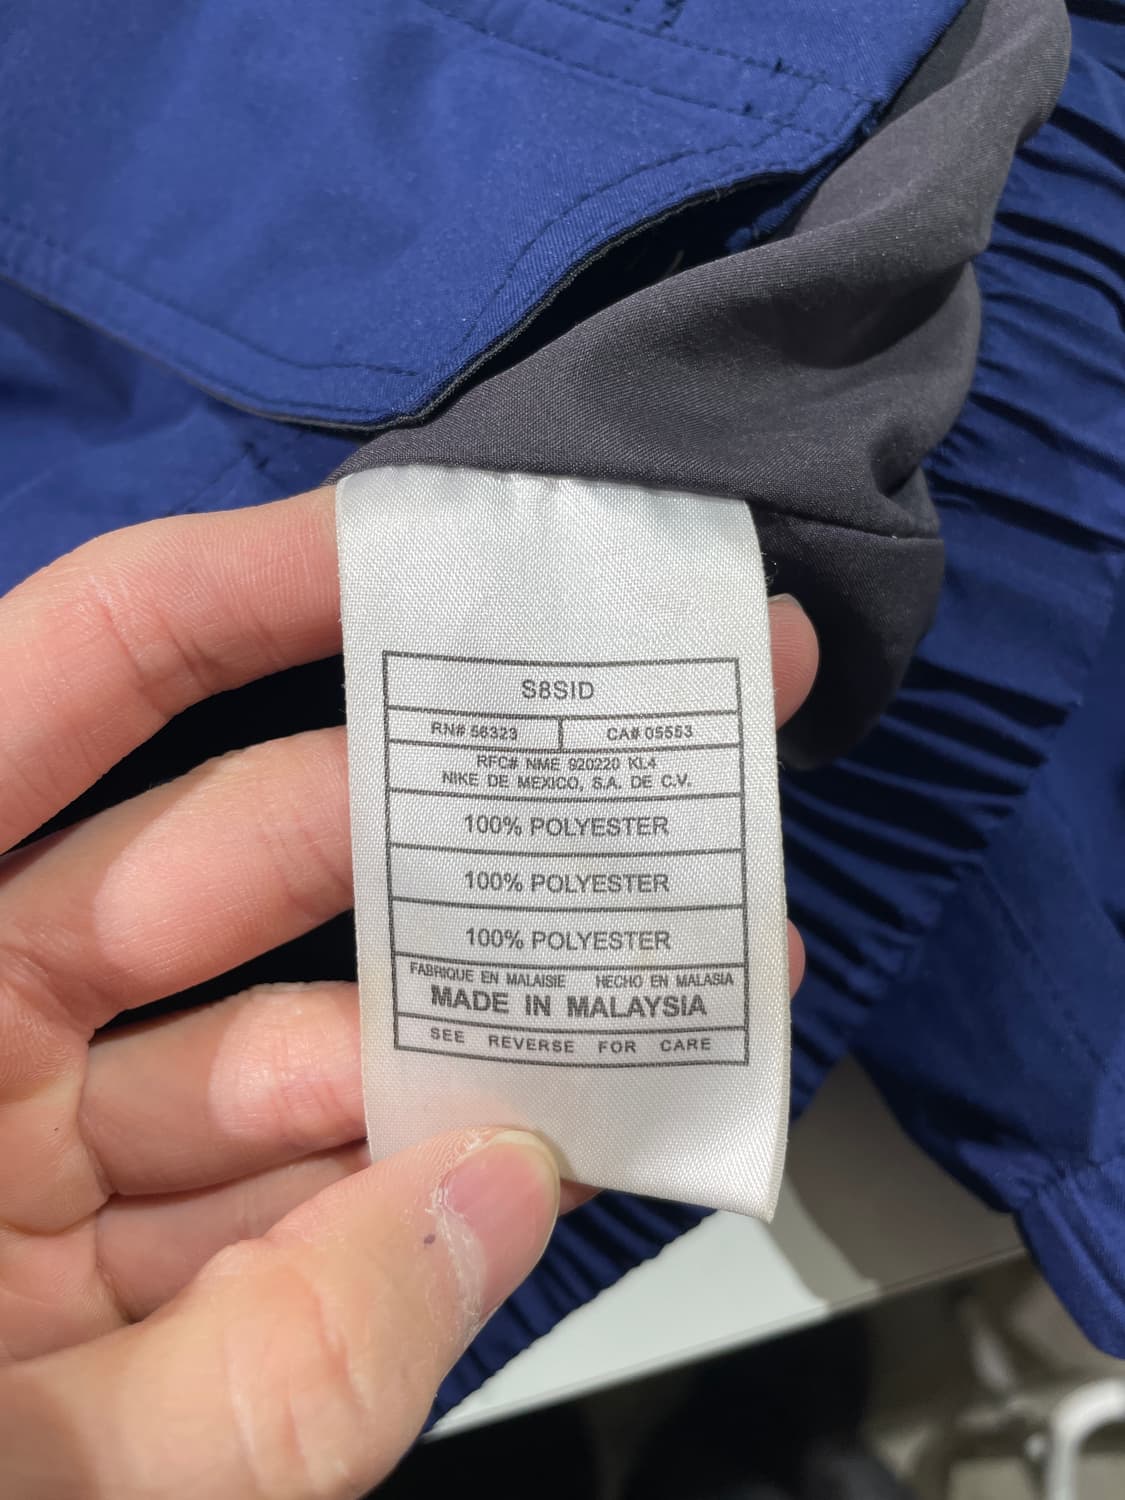 S8SID
RN# 56323 CA# 05553
RFC# NME 920220 KL4
NIKE DE MEXICO, S.A. DE C.V.
100% POLYESTER
100% POLYESTER
100% POLYESTER
FABRIQUE EN MALAISIE HECHO EN MALASIA
MADE IN MALAYSIA
SEE REVERSE FOR CARE